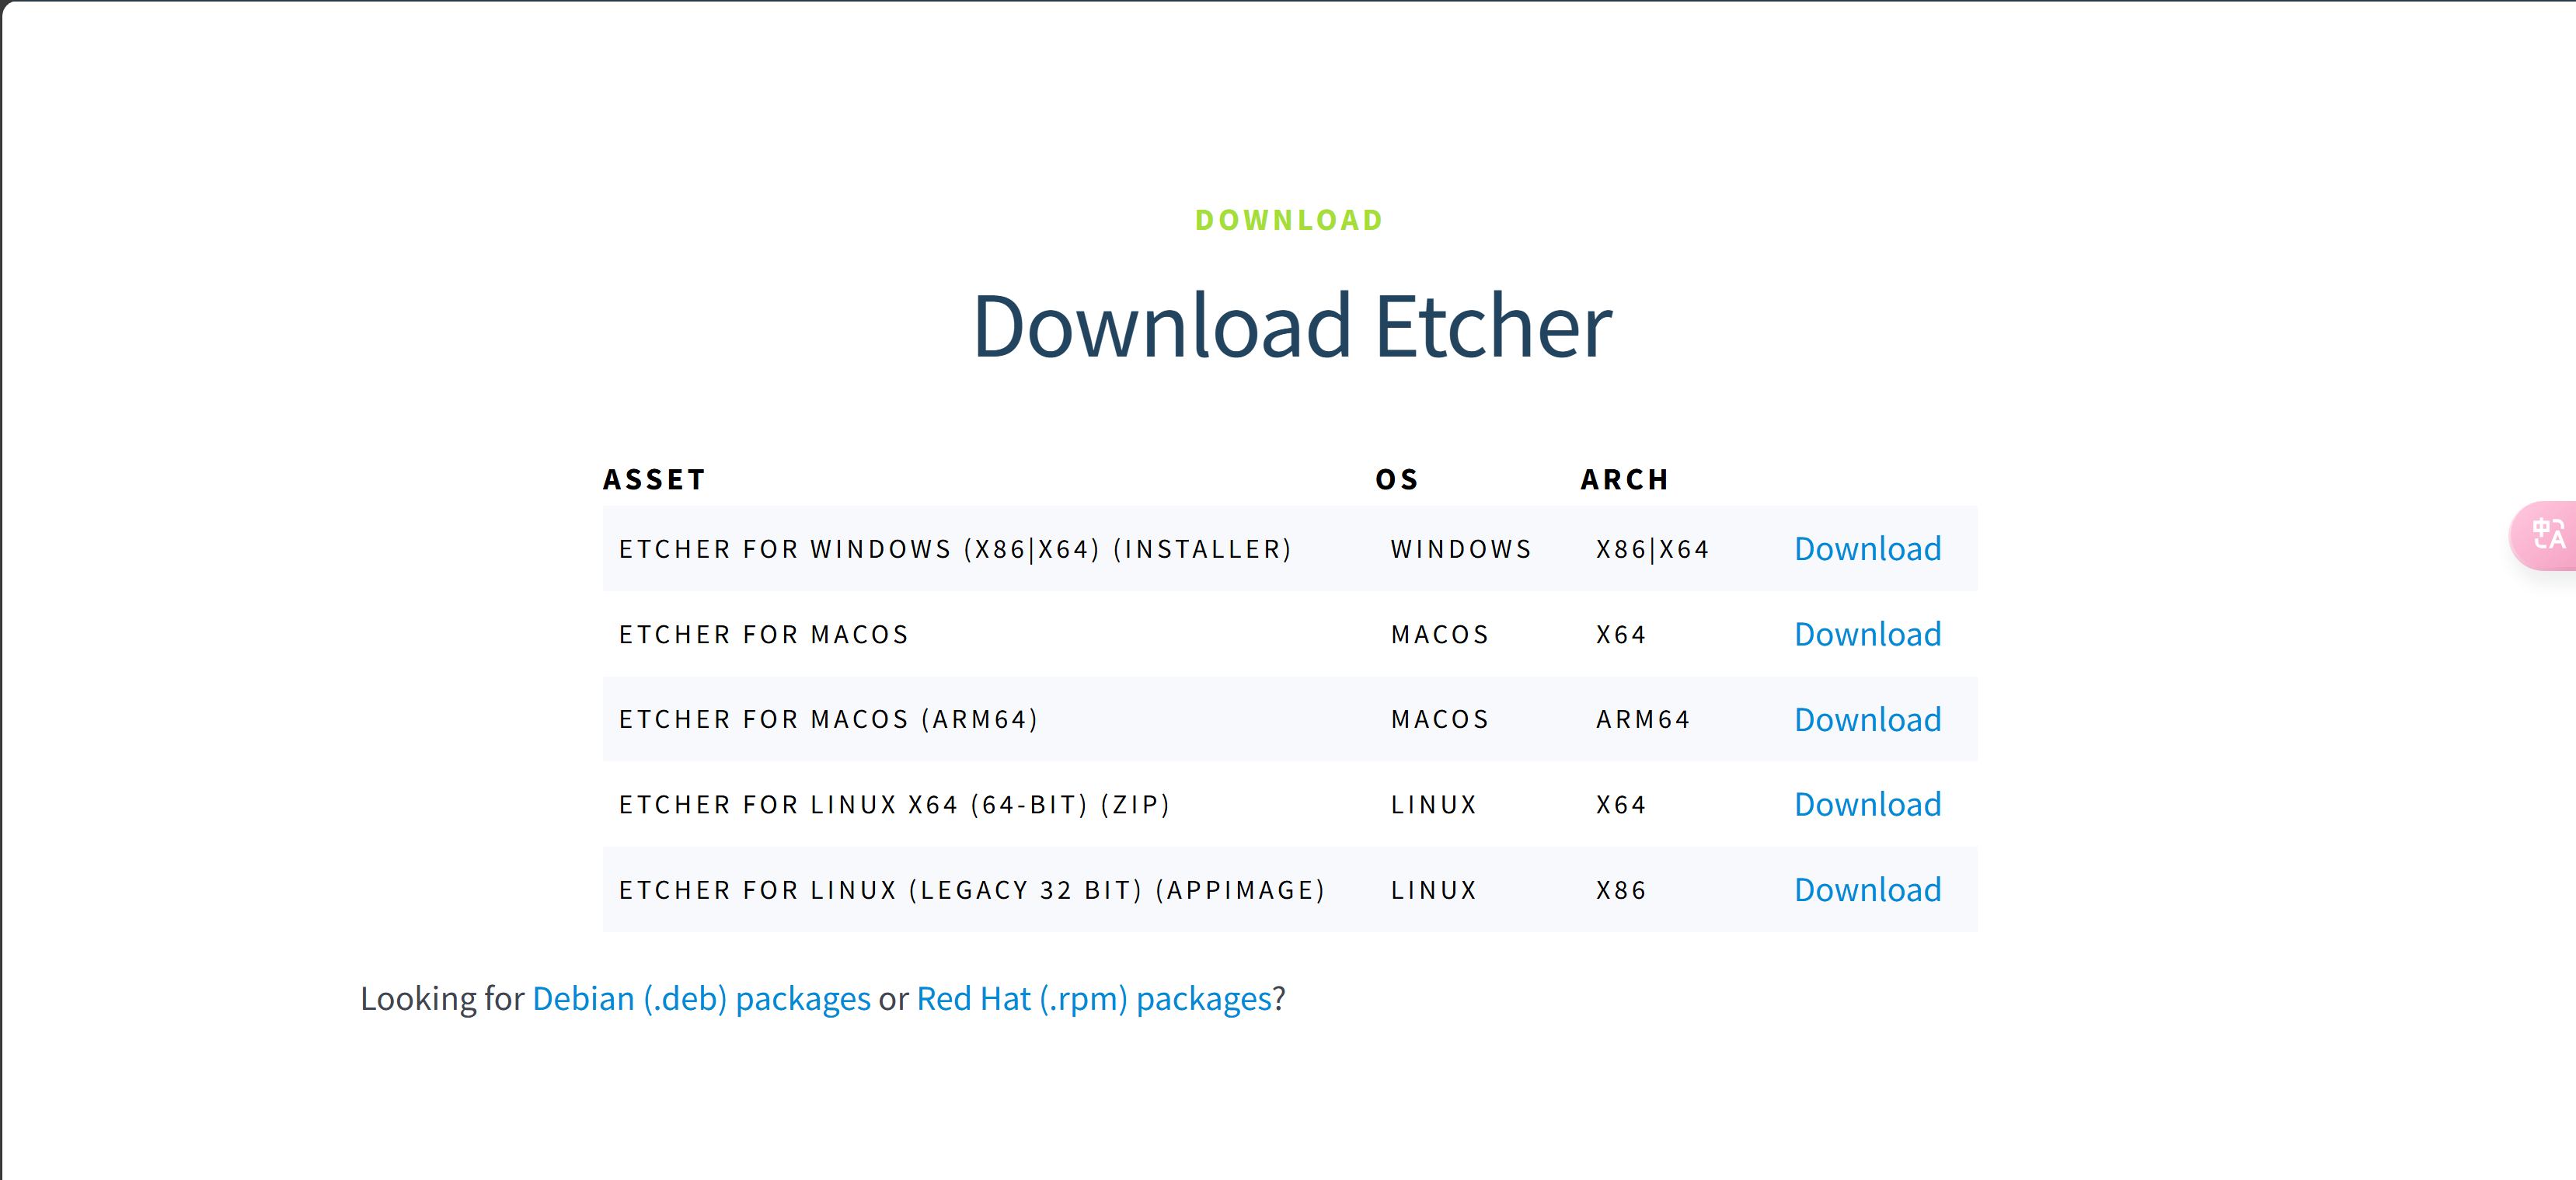 DOWNLOAD
Download Etcher
ASSET OS ARCH
ETCHER FOR WINDOWS (X86|X64) (INSTALLER) WINDOWS X86|X64 Download
ETCHER FOR MACOS MACOS X64 Download
ETCHER FOR MACOS (ARM64) MACOS ARM64 Download
ETCHER FOR LINUX X64 (64-BIT) (ZIP) LINUX X64 Download
ETCHER FOR LINUX (LEGACY 32 BIT) (APPIMAGE) LINUX X86 Download
Looking for Debian (.deb) packages or Red Hat (.rpm) packages?
中A